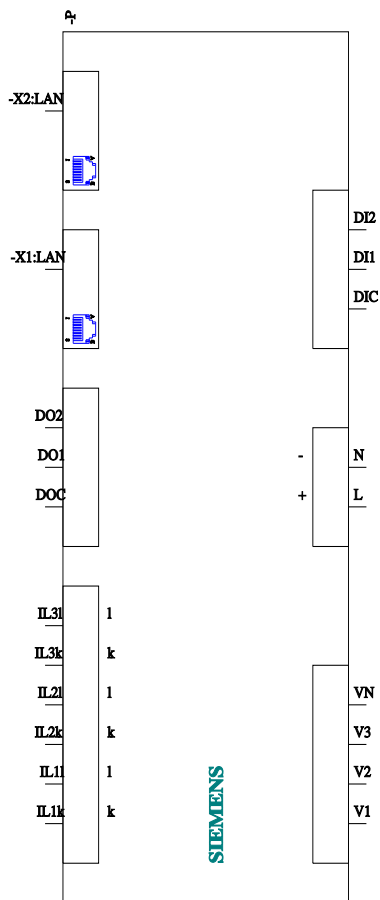 -P
-X2:LAN
-X1:LAN
DI2
DI1
DIC
DO2
DO1
DOC
- N
+ L
IL3l l
IL3k k
IL2l l
IL2k k
IL1l l
IL1k k
VN
V3
V2
V1
SIEMENS